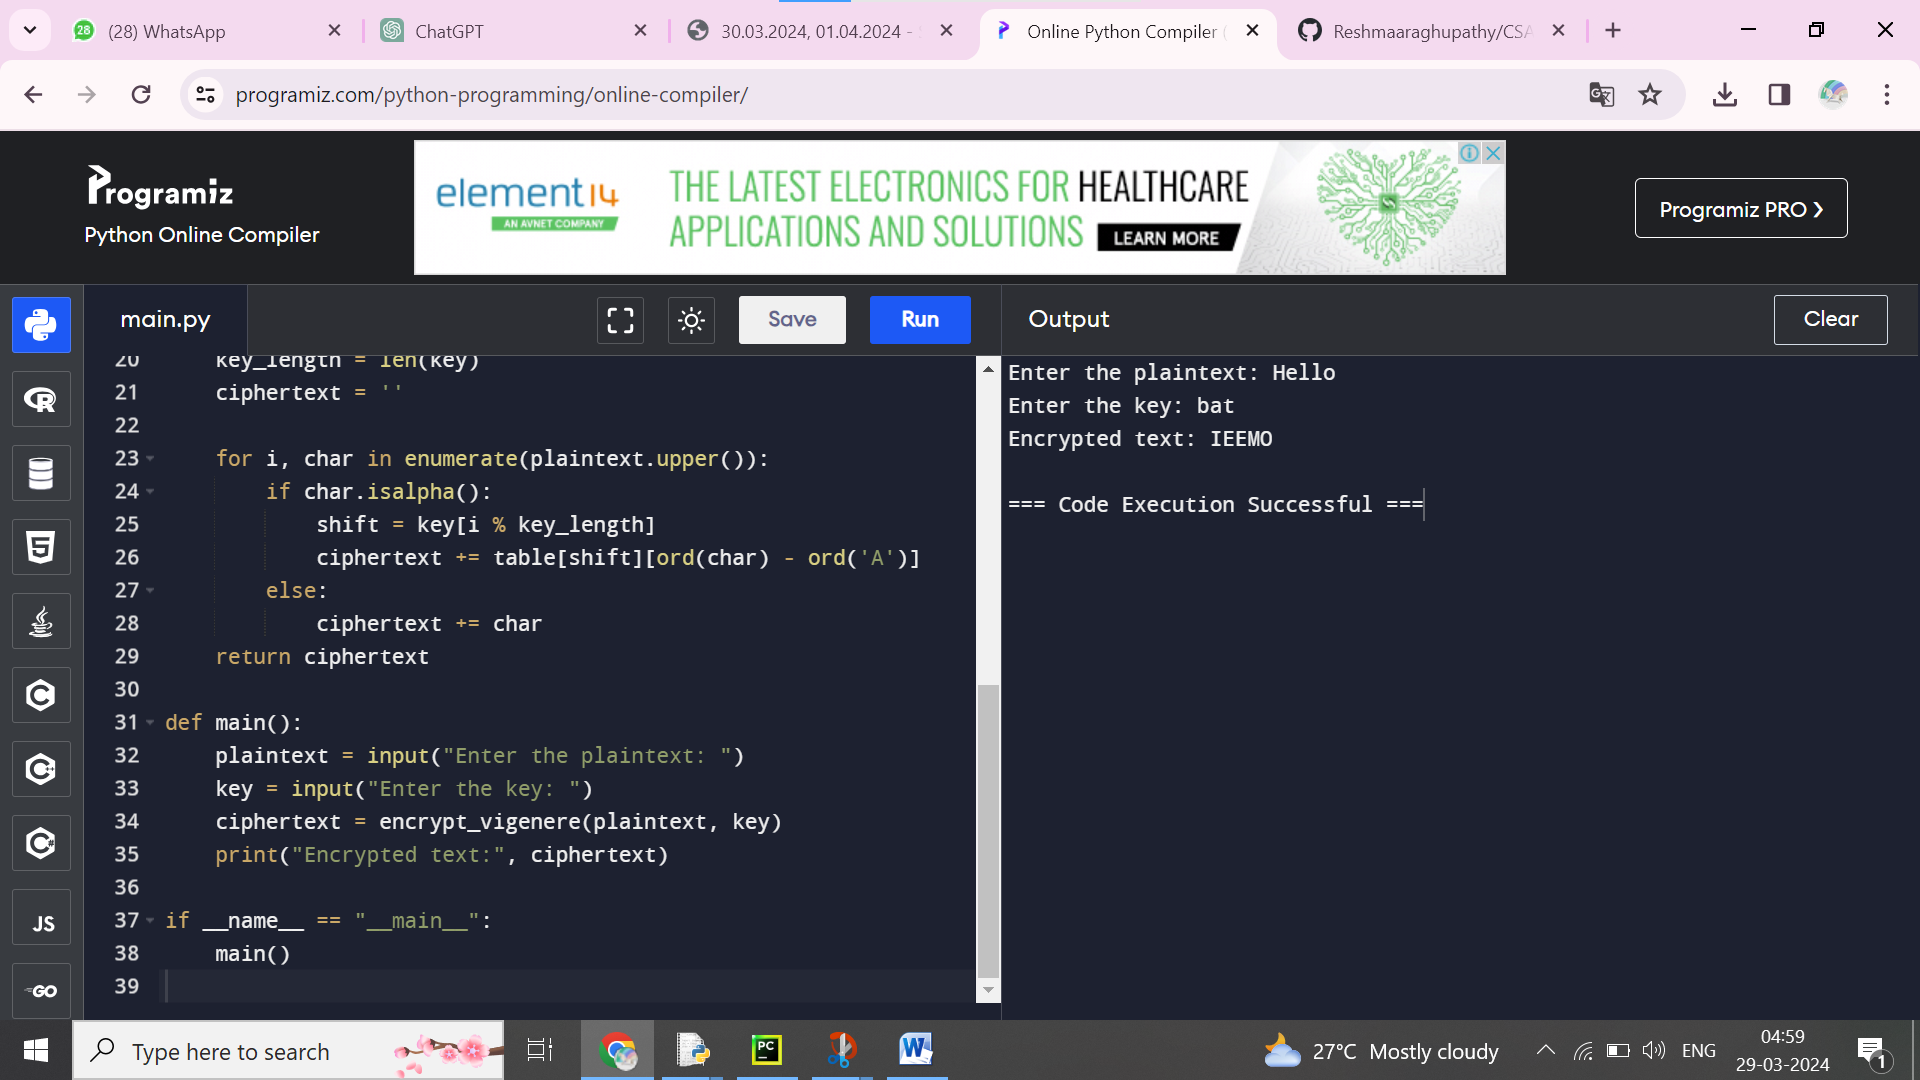 28
(28) WhatsApp
ChatGPT
30.03.2024, 01.04.2024 -
Online Python Compiler (
Reshmaaraghupathy/CSA
programiz.com/python-programming/online-compiler/
Programiz
Python Online Compiler
element14
AN AVNET COMPANY
THE LATEST ELECTRONICS FOR HEALTHCARE
APPLICATIONS AND SOLUTIONS
LEARN MORE
Programiz PRO ❯
main.py
Save
Run
Output
Clear
20 key_length = len(key)
21 ciphertext = ''
22
23 for i, char in enumerate(plaintext.upper()):
24 if char.isalpha():
25 shift = key[i % key_length]
26 ciphertext += table[shift][ord(char) - ord('A')]
27 else:
28 ciphertext += char
29 return ciphertext
30
31 def main():
32 plaintext = input("Enter the plaintext: ")
33 key = input("Enter the key: ")
34 ciphertext = encrypt_vigenere(plaintext, key)
35 print("Encrypted text:", ciphertext)
36
37 if __name__ == "__main__":
38 main()
39
Enter the plaintext: Hello
Enter the key: bat
Encrypted text: IEEMO
=== Code Execution Successful ===
R
5
C
C++
C#
JS
GO
Type here to search
PC
W
27°C Mostly cloudy
ENG
04:59
29-03-2024
1